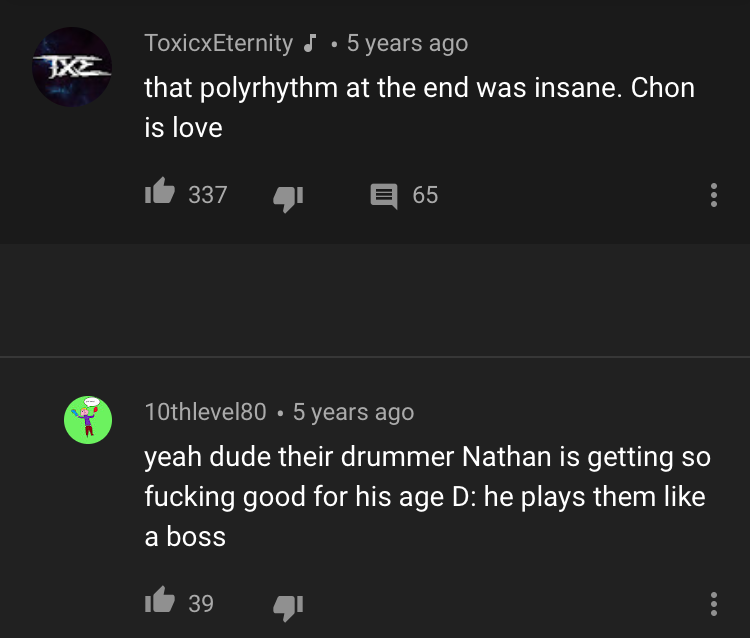 TXE
ToxicxEternity ♪ • 5 years ago
that polyrhythm at the end was insane. Chon
is love
337 65
10thlevel80 • 5 years ago
yeah dude their drummer Nathan is getting so
fucking good for his age D: he plays them like
a boss
39